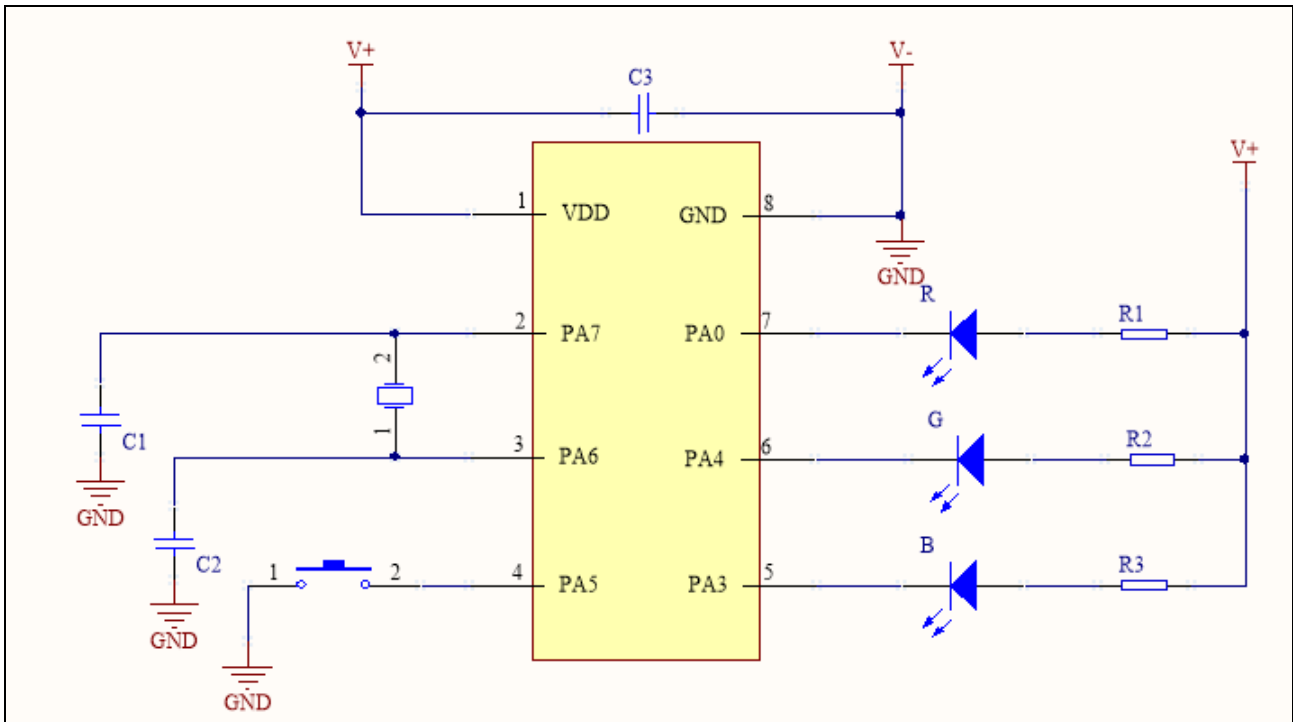 V+
V-
C3
V+
1
VDD
GND
8
GND
R
2
PA7
PA0
7
R1
2
G
C1
1
3
PA6
PA4
6
R2
GND
C2
B
1
2
4
PA5
PA3
5
R3
GND
GND